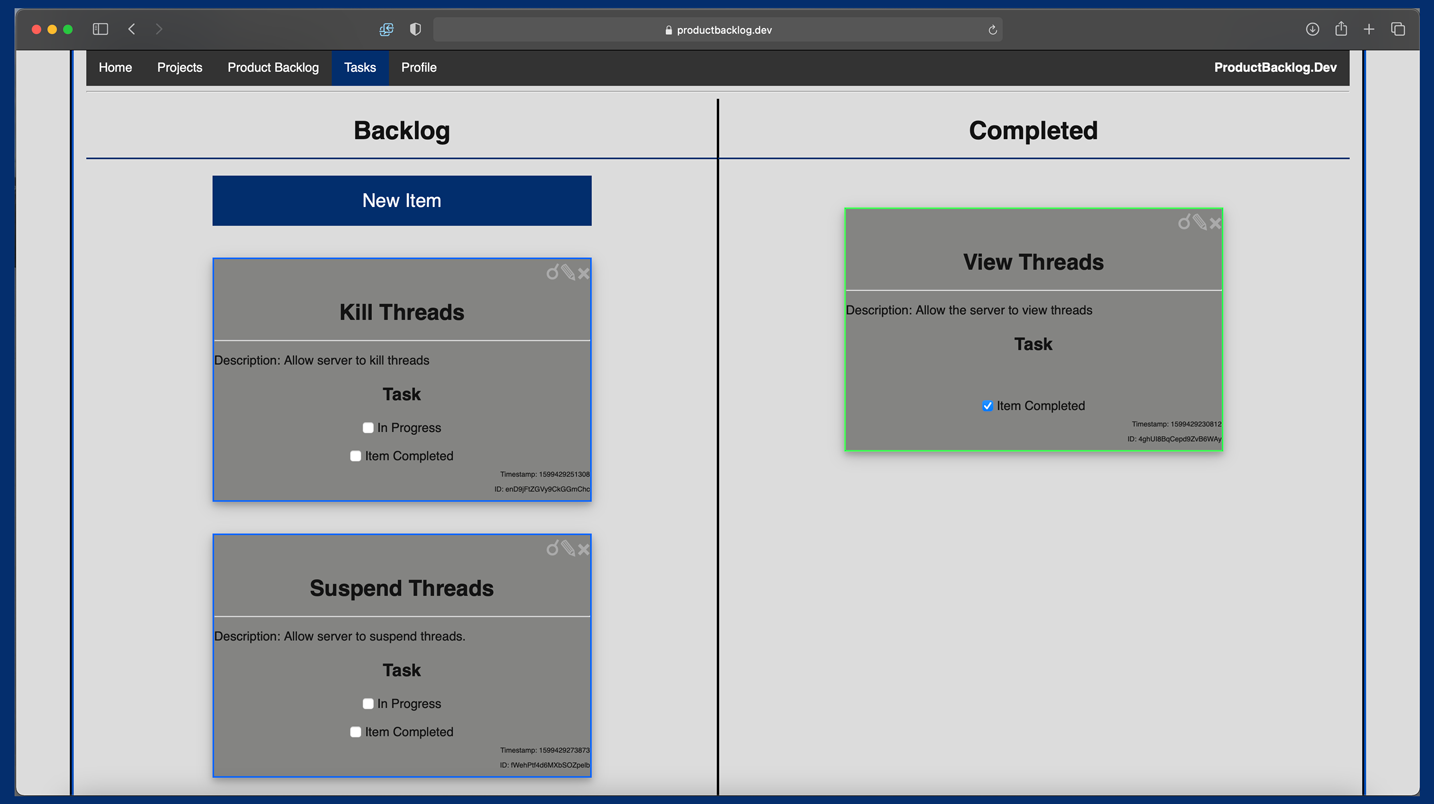 productbacklog.dev
Home Projects Product Backlog Tasks Profile ProductBacklog.Dev
Backlog
New Item
Kill Threads
Description: Allow server to kill threads
Task
In Progress
Item Completed
Timestamp: 1599429251308
ID: enD9jFtZGVy9CkGGmChc
Suspend Threads
Description: Allow server to suspend threads.
Task
In Progress
Item Completed
Timestamp: 1599429273873
ID: fWehPtf4d6MXbSOZpeIb
Completed
View Threads
Description: Allow the server to view threads
Task
Item Completed
Timestamp: 1599429230812
ID: 4ghUI8BqCepd9ZvB6WAy